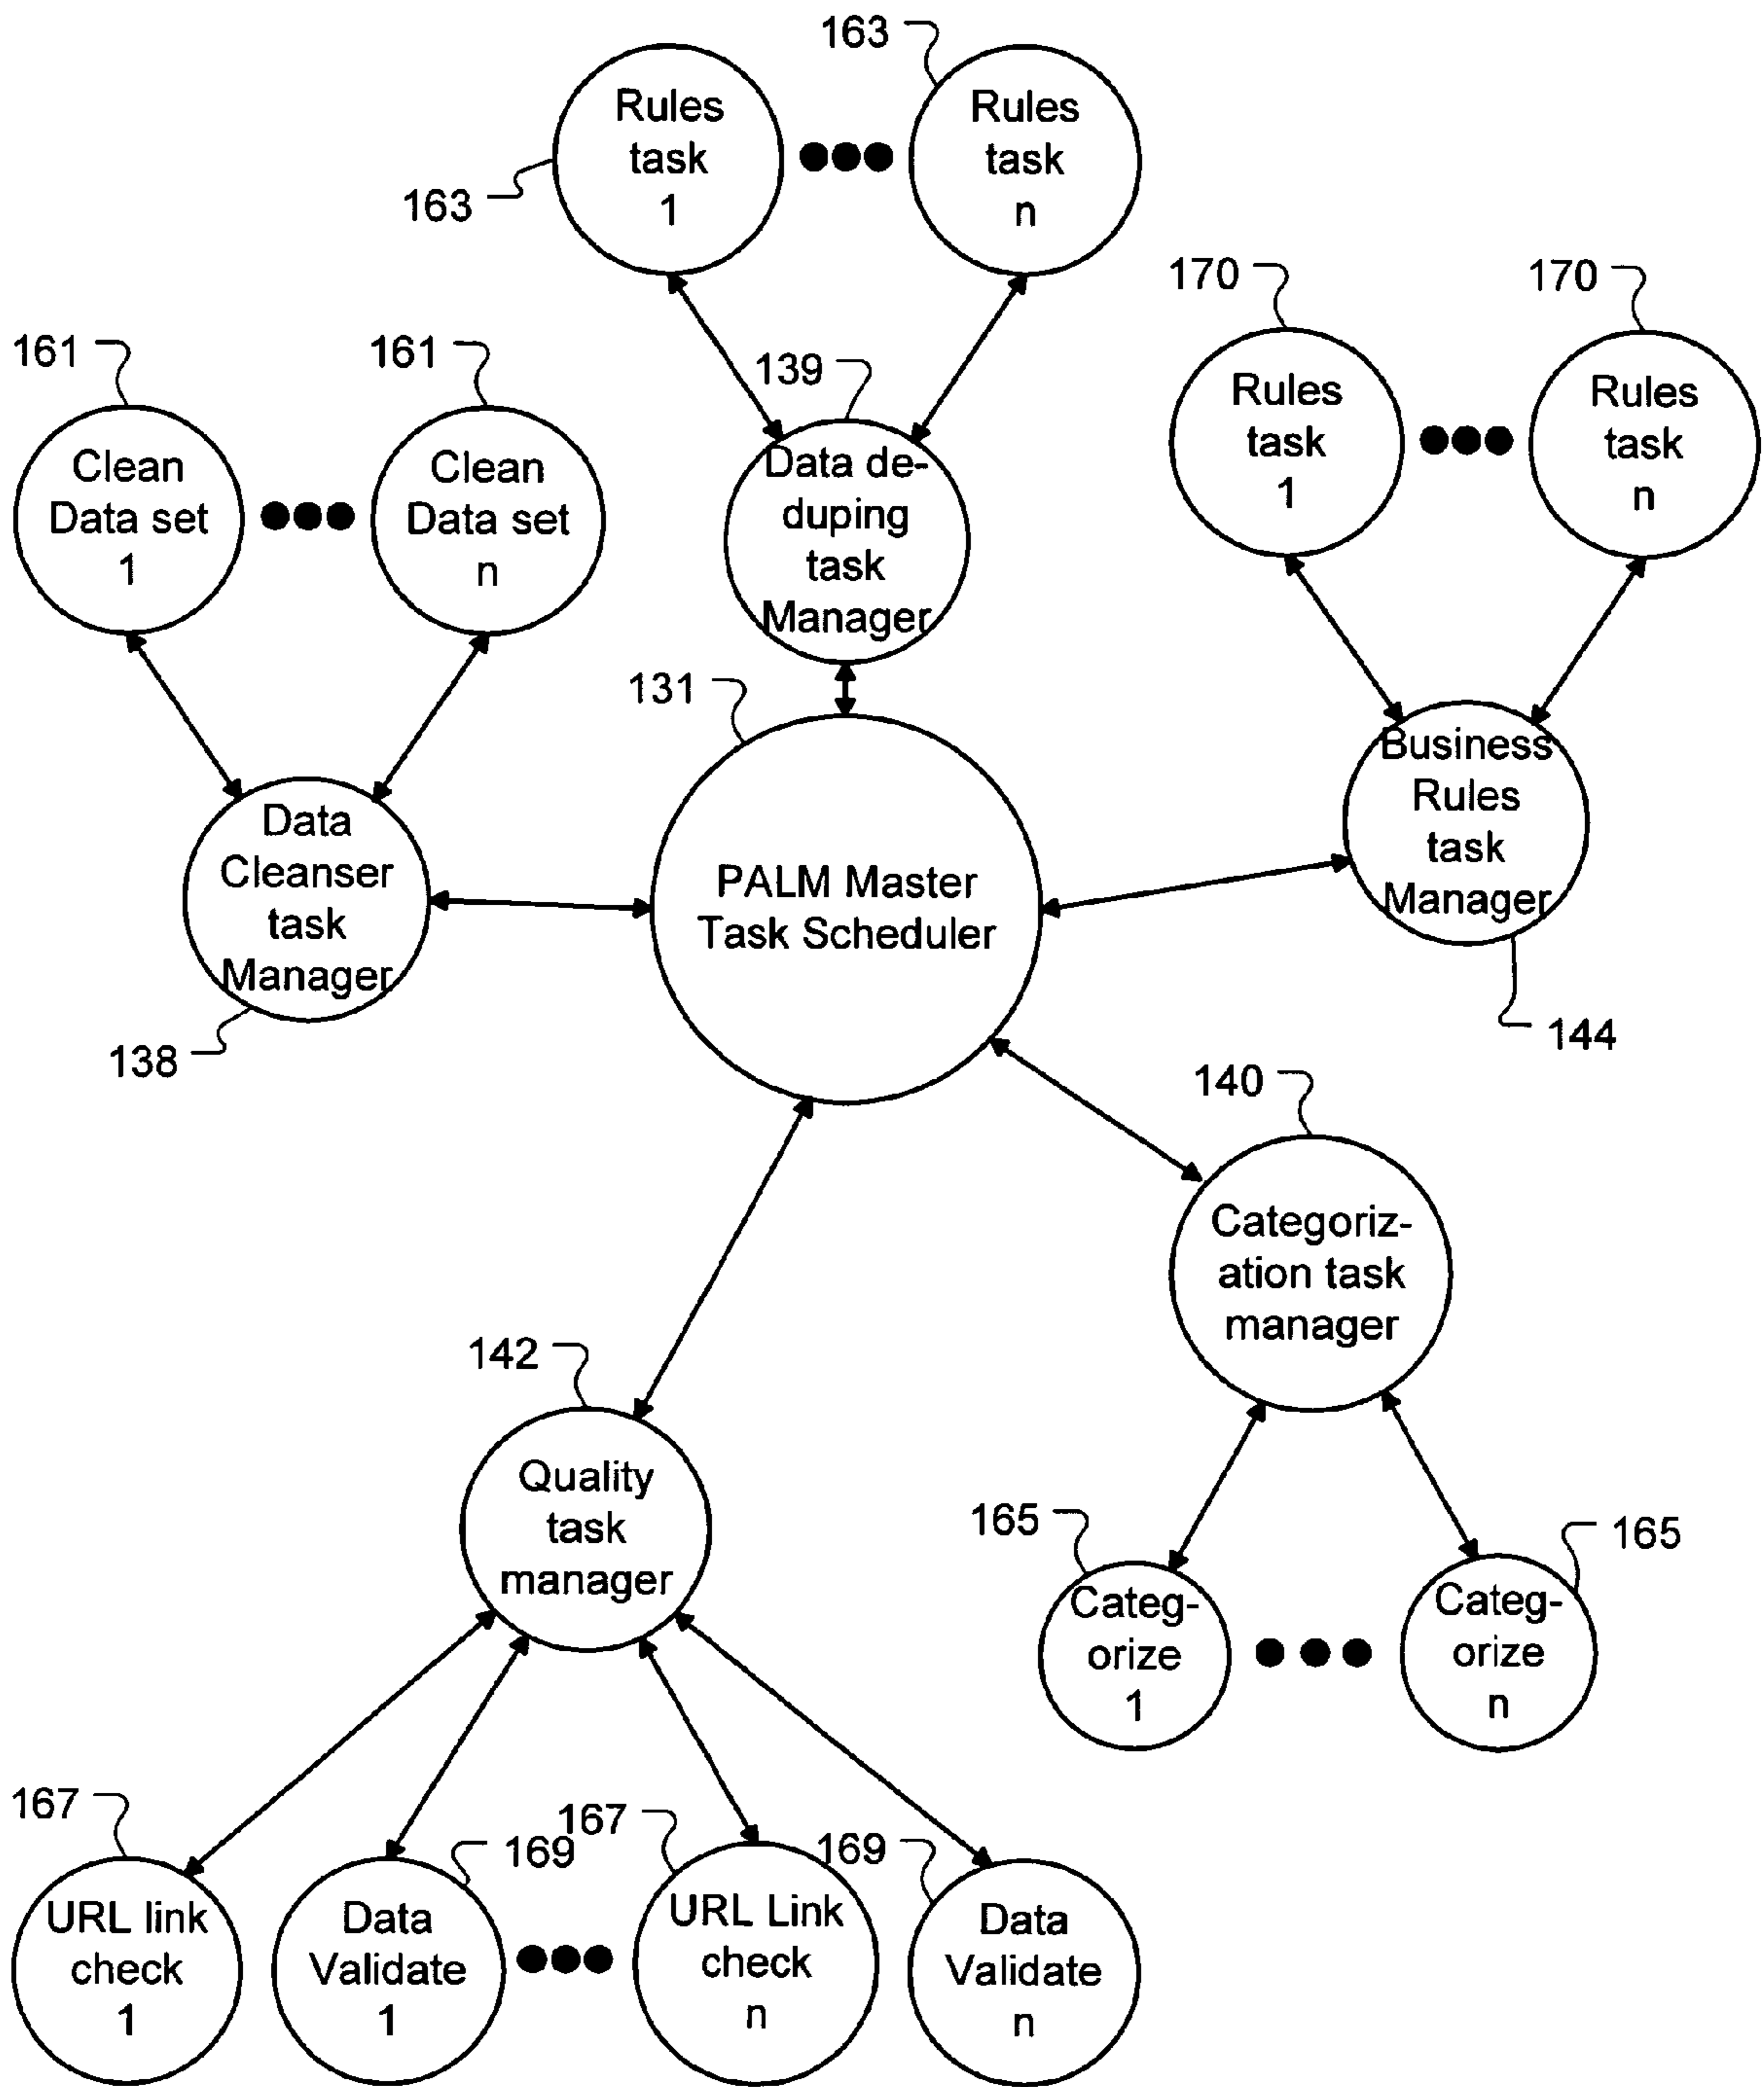 163
Rules
task
1
163
Rules
task
n
163
170
Rules
task
1
170
Rules
task
n
161
Clean
Data set
1
161
Clean
Data set
n
139
Data de-
duping
task
Manager
131
PALM Master
Task Scheduler
Data
Cleanser
task
Manager
138
Business
Rules
task
Manager
144
140
Categoriz-
ation task
manager
142
Quality
task
manager
165
Categ-
orize
1
165
Categ-
orize
n
167
URL link
check
1
169
Data
Validate
1
167
URL Link
check
n
169
Data
Validate
n